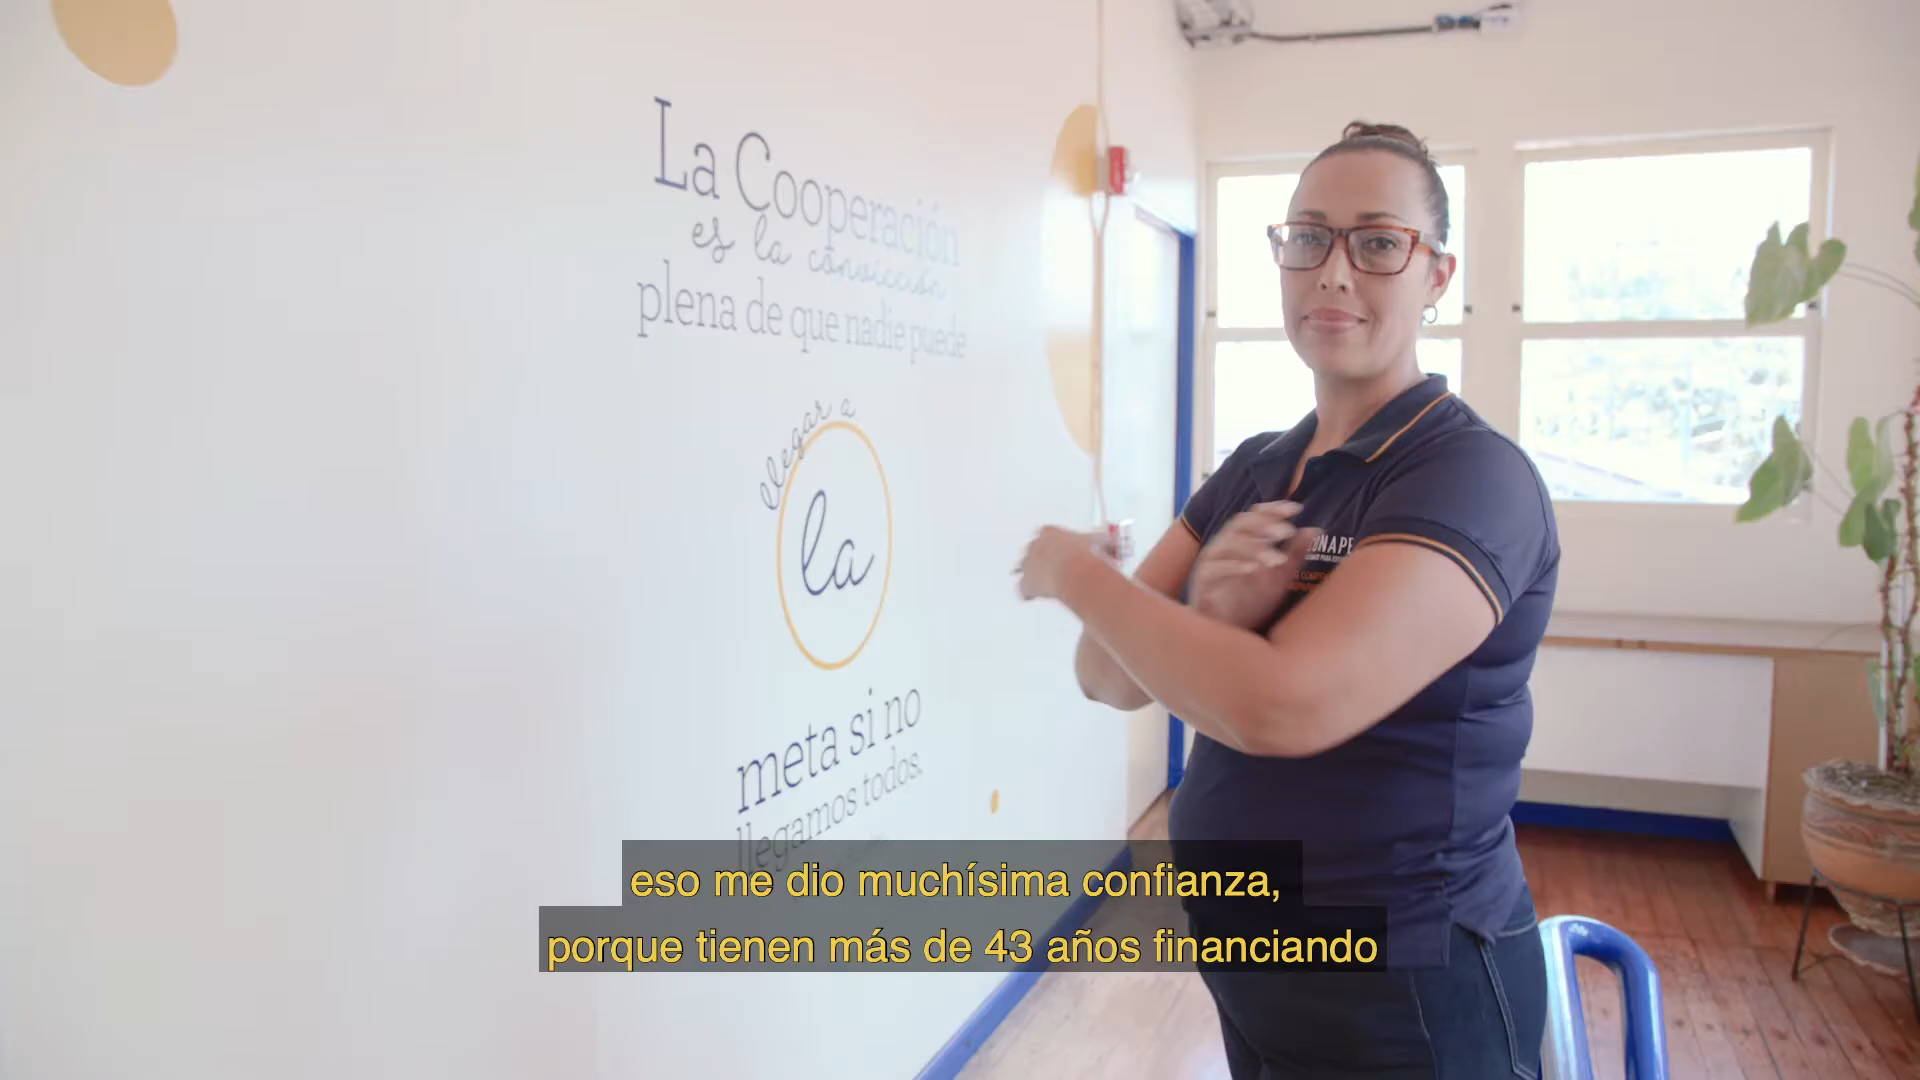 La Cooperación
es la convicción
plena de que nadie puede
llegar a
la
meta si no
llegamos todos.
CONAPE
eso me dio muchísima confianza,
porque tienen más de 43 años financiando